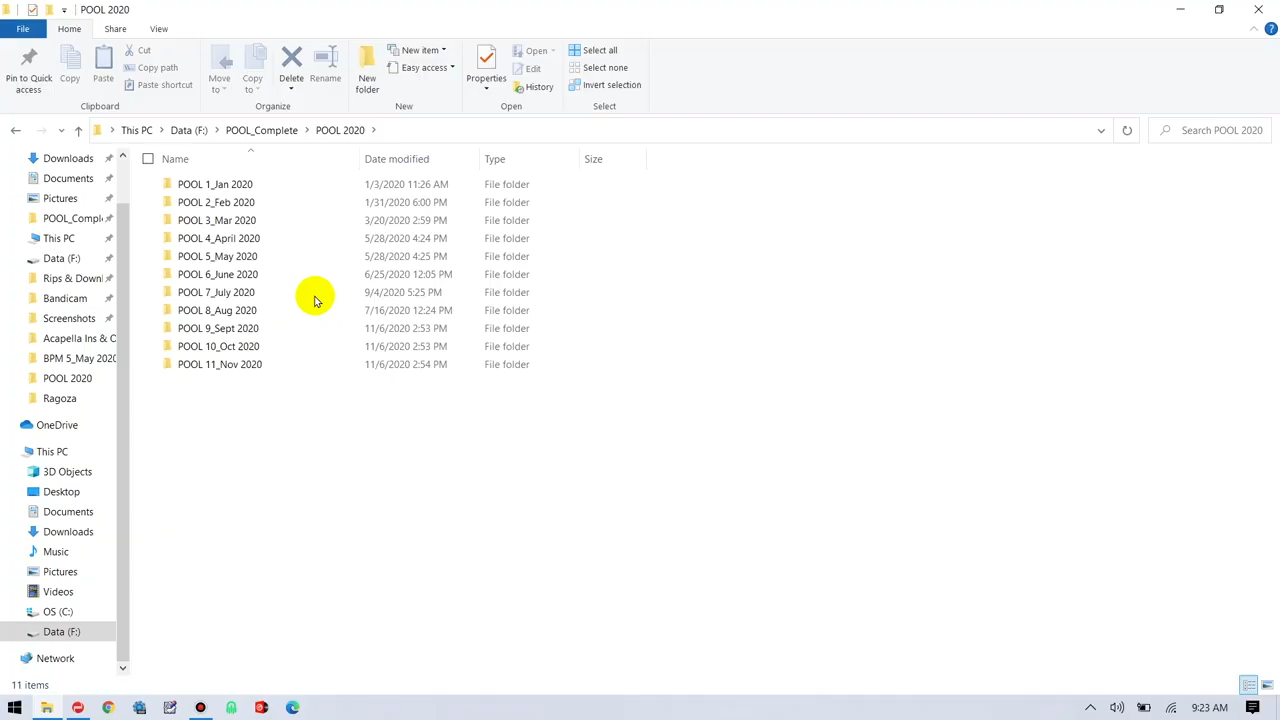 POOL 2020
File Home Share View
Pin to Quick access
Copy
Paste
Cut
Copy path
Paste shortcut
Clipboard
Move to
Copy to
Delete
Rename
Organize
New folder
New item
Easy access
New
Properties
Open
Edit
History
Open
Select all
Select none
Invert selection
Select
This PC > Data (F:) > POOL_Complete > POOL 2020 >
Search POOL 2020
Downloads
Documents
Pictures
POOL_Comple
This PC
Data (F:)
Rips & Downl
Bandicam
Screenshots
Acapella Ins & O
BPM 5_May 2020
POOL 2020
Ragoza
OneDrive
This PC
3D Objects
Desktop
Documents
Downloads
Music
Pictures
Videos
OS (C:)
Data (F:)
Network
Name Date modified Type Size
POOL 1_Jan 2020 1/3/2020 11:26 AM File folder
POOL 2_Feb 2020 1/31/2020 6:00 PM File folder
POOL 3_Mar 2020 3/20/2020 2:59 PM File folder
POOL 4_April 2020 5/28/2020 4:24 PM File folder
POOL 5_May 2020 5/28/2020 4:25 PM File folder
POOL 6_June 2020 6/25/2020 12:05 PM File folder
POOL 7_July 2020 9/4/2020 5:25 PM File folder
POOL 8_Aug 2020 7/16/2020 12:24 PM File folder
POOL 9_Sept 2020 11/6/2020 2:53 PM File folder
POOL 10_Oct 2020 11/6/2020 2:53 PM File folder
POOL 11_Nov 2020 11/6/2020 2:54 PM File folder
11 items
9:23 AM